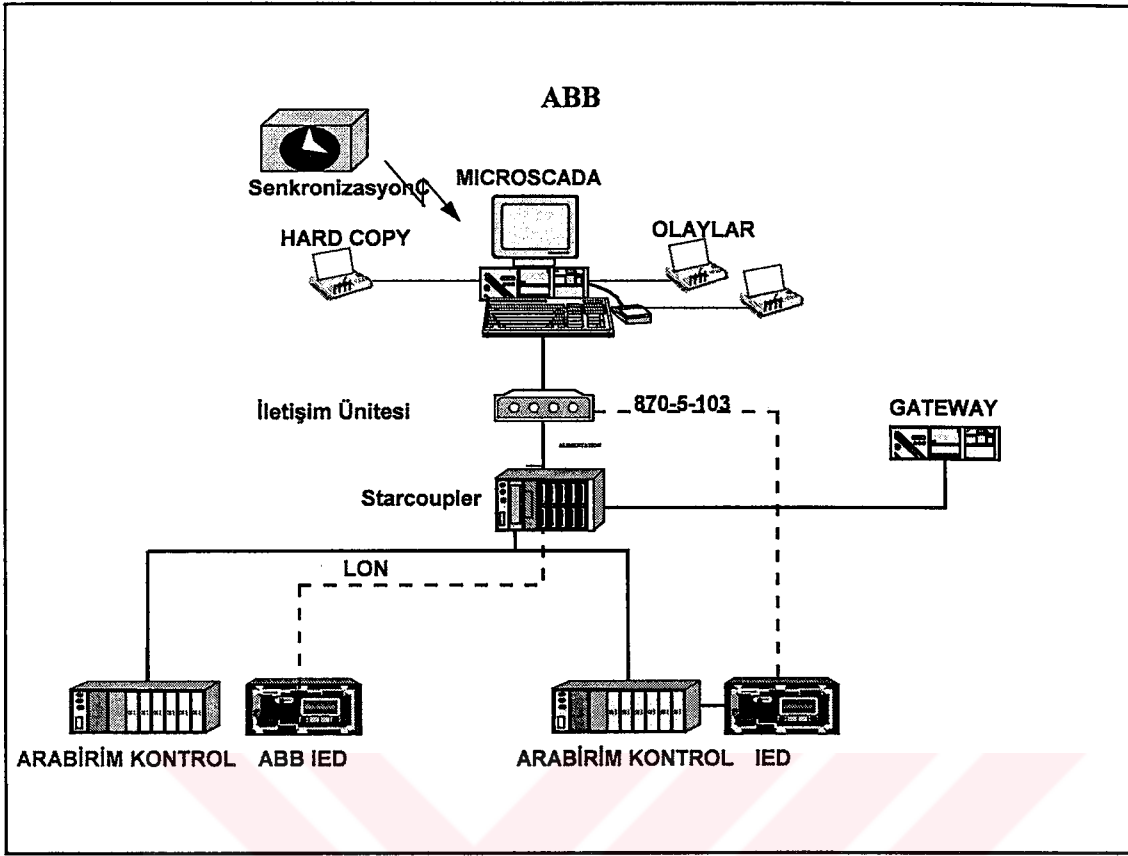 ABB
Senkronizasyon
MICROSCADA
HARD COPY
OLAYLAR
İletişim Ünitesi
870-5-103
GATEWAY
Starcoupler
LON
ARABİRİM KONTROL
ABB IED
ARABİRİM KONTROL
IED